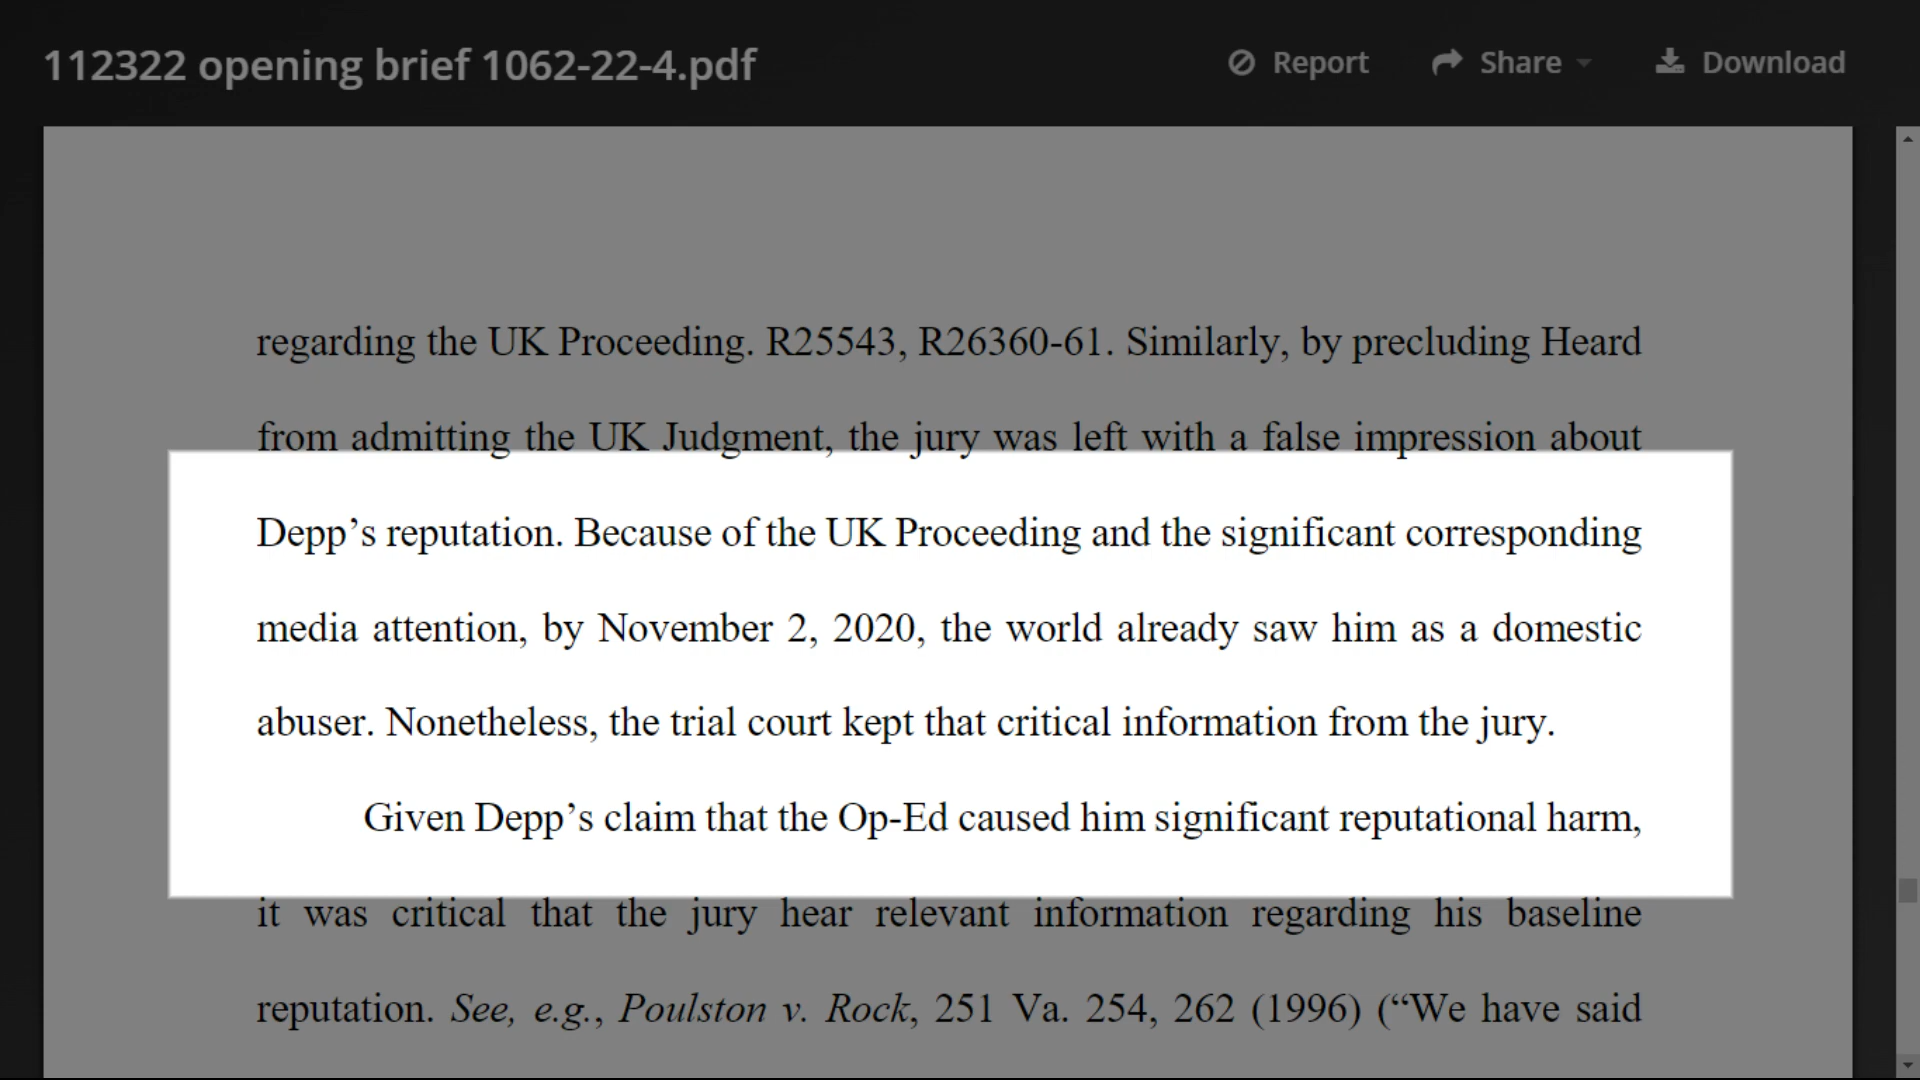 112322 opening brief 1062-22-4.pdf
Report
Share
Download
regarding the UK Proceeding. R25543, R26360-61. Similarly, by precluding Heard
from admitting the UK Judgment, the jury was left with a false impression about
Depp’s reputation. Because of the UK Proceeding and the significant corresponding
media attention, by November 2, 2020, the world already saw him as a domestic
abuser. Nonetheless, the trial court kept that critical information from the jury.
Given Depp’s claim that the Op-Ed caused him significant reputational harm,
it was critical that the jury hear relevant information regarding his baseline
reputation. See, e.g., Poulston v. Rock, 251 Va. 254, 262 (1996) (“We have said